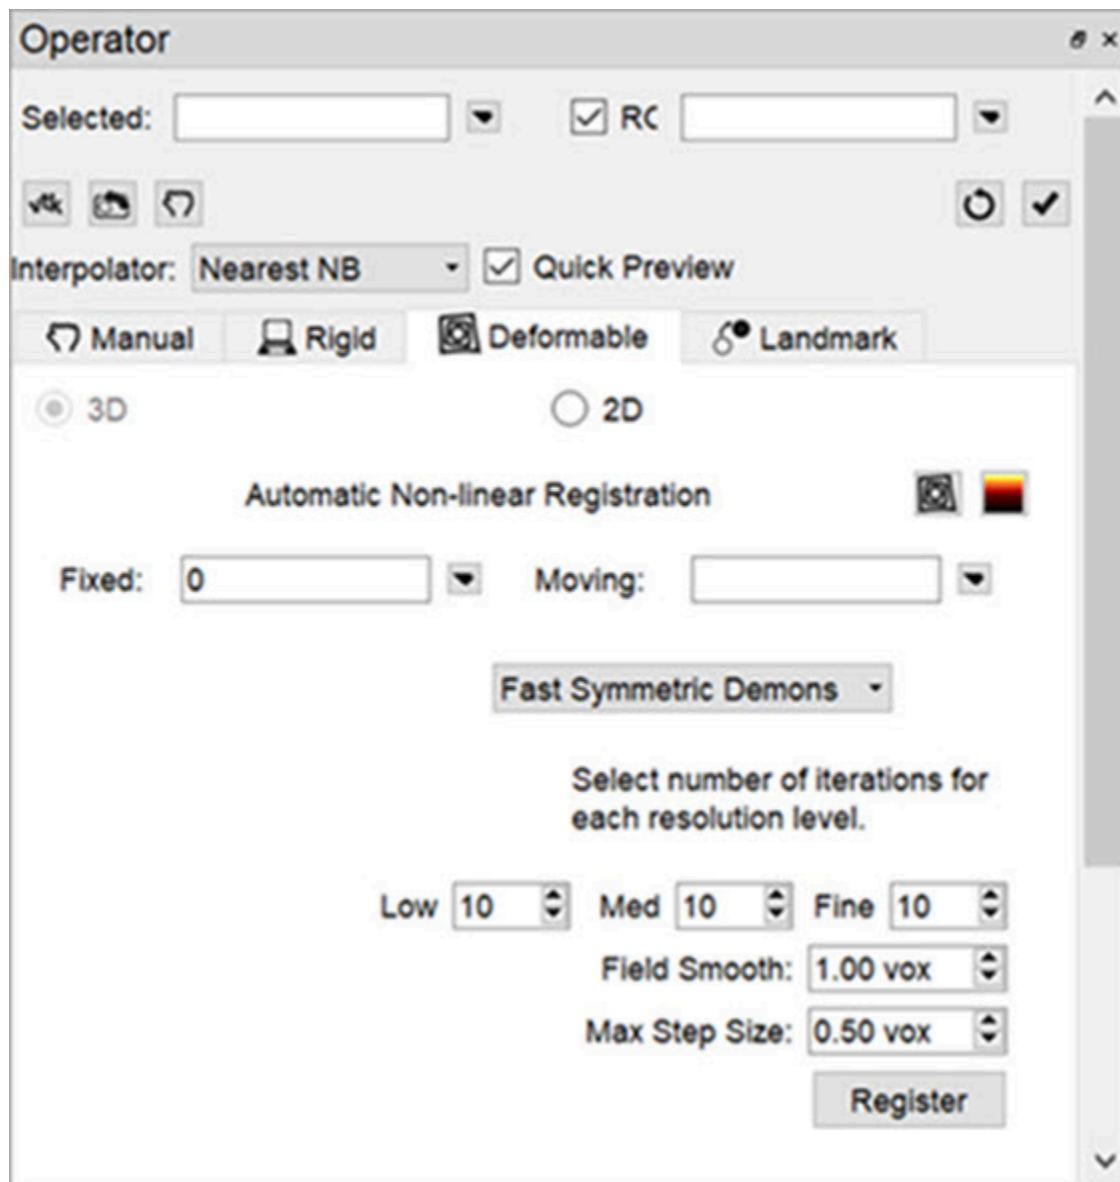 Operator
Selected: RC
Interpolator: Nearest NB Quick Preview
Manual Rigid Deformable Landmark
3D 2D
Automatic Non-linear Registration
Fixed: 0 Moving:
Fast Symmetric Demons
Select number of iterations for
each resolution level.
Low 10 Med 10 Fine 10
Field Smooth: 1.00 vox
Max Step Size: 0.50 vox
Register